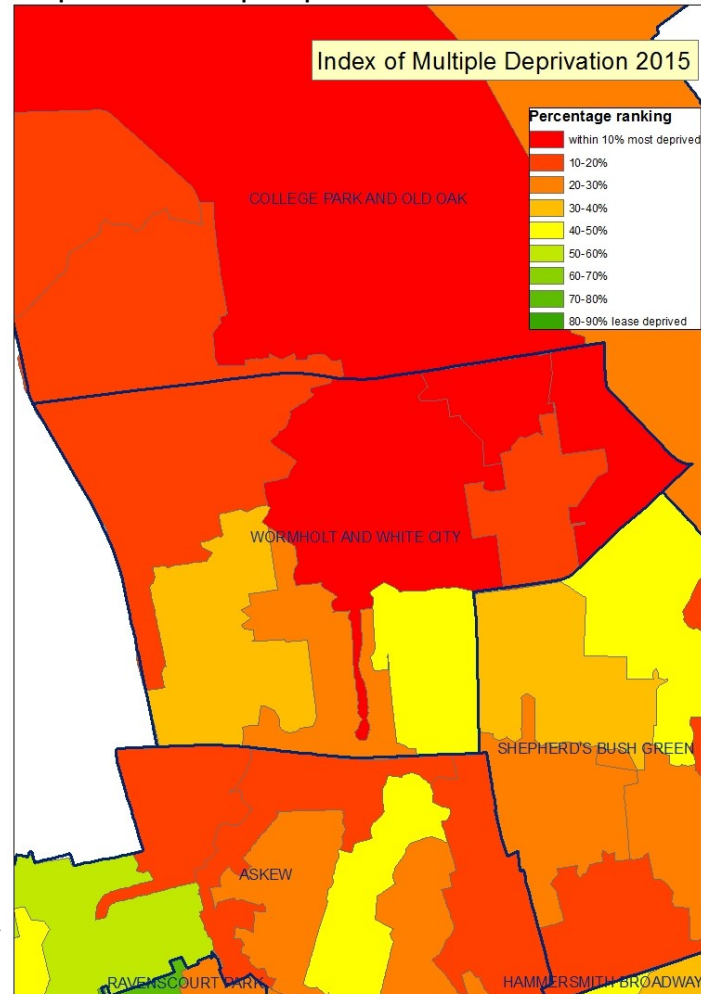 Index of Multiple Deprivation 2015
Percentage ranking
within 10% most deprived
10-20%
20-30%
30-40%
40-50%
50-60%
60-70%
70-80%
80-90% lease deprived
COLLEGE PARK AND OLD OAK
WORMHOLT AND WHITE CITY
SHEPHERD'S BUSH GREEN
ASKEW
RAVENSCOURT PARK
HAMMERSMITH BROADWAY